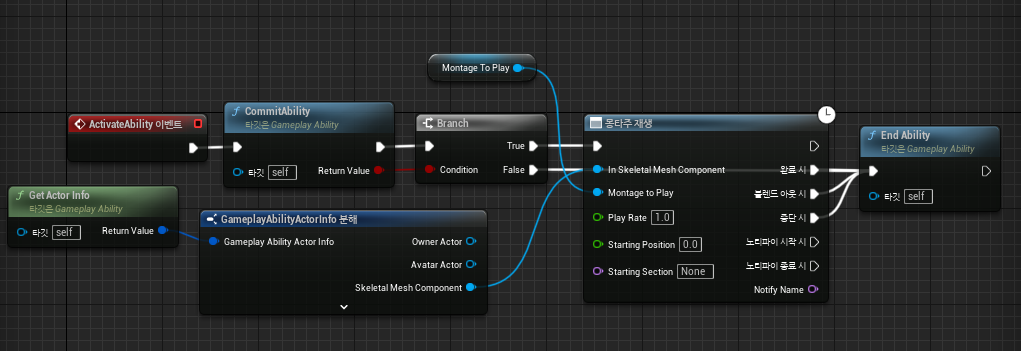 Montage To Play
ActivateAbility 이벤트
f CommitAbility
타깃은 Gameplay Ability
타깃 self
Return Value
Branch
True
Condition
False
몽타주 재생
In Skeletal Mesh Component
완료 시
Montage to Play
블렌드 아웃 시
Play Rate 1.0
중단 시
Starting Position 0.0
노티파이 시작 시
Starting Section None
노티파이 종료 시
Notify Name
f End Ability
타깃은 Gameplay Ability
타깃 self
f Get Actor Info
타깃은 Gameplay Ability
타깃 self
Return Value
GameplayAbilityActorInfo 분해
Gameplay Ability Actor Info
Owner Actor
Avatar Actor
Skeletal Mesh Component